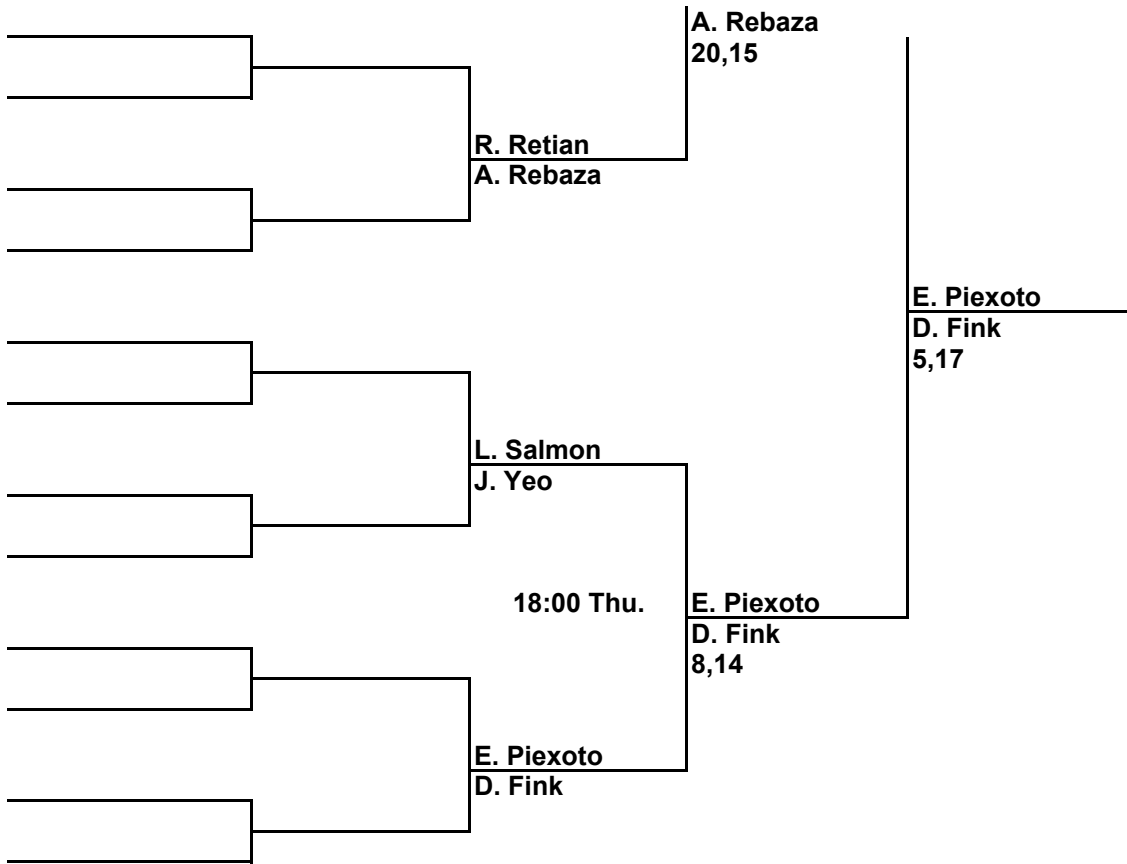 A. Rebaza
20,15
R. Retian
A. Rebaza
E. Piexoto
D. Fink
5,17
L. Salmon
J. Yeo
18:00 Thu.
E. Piexoto
D. Fink
8,14
E. Piexoto
D. Fink